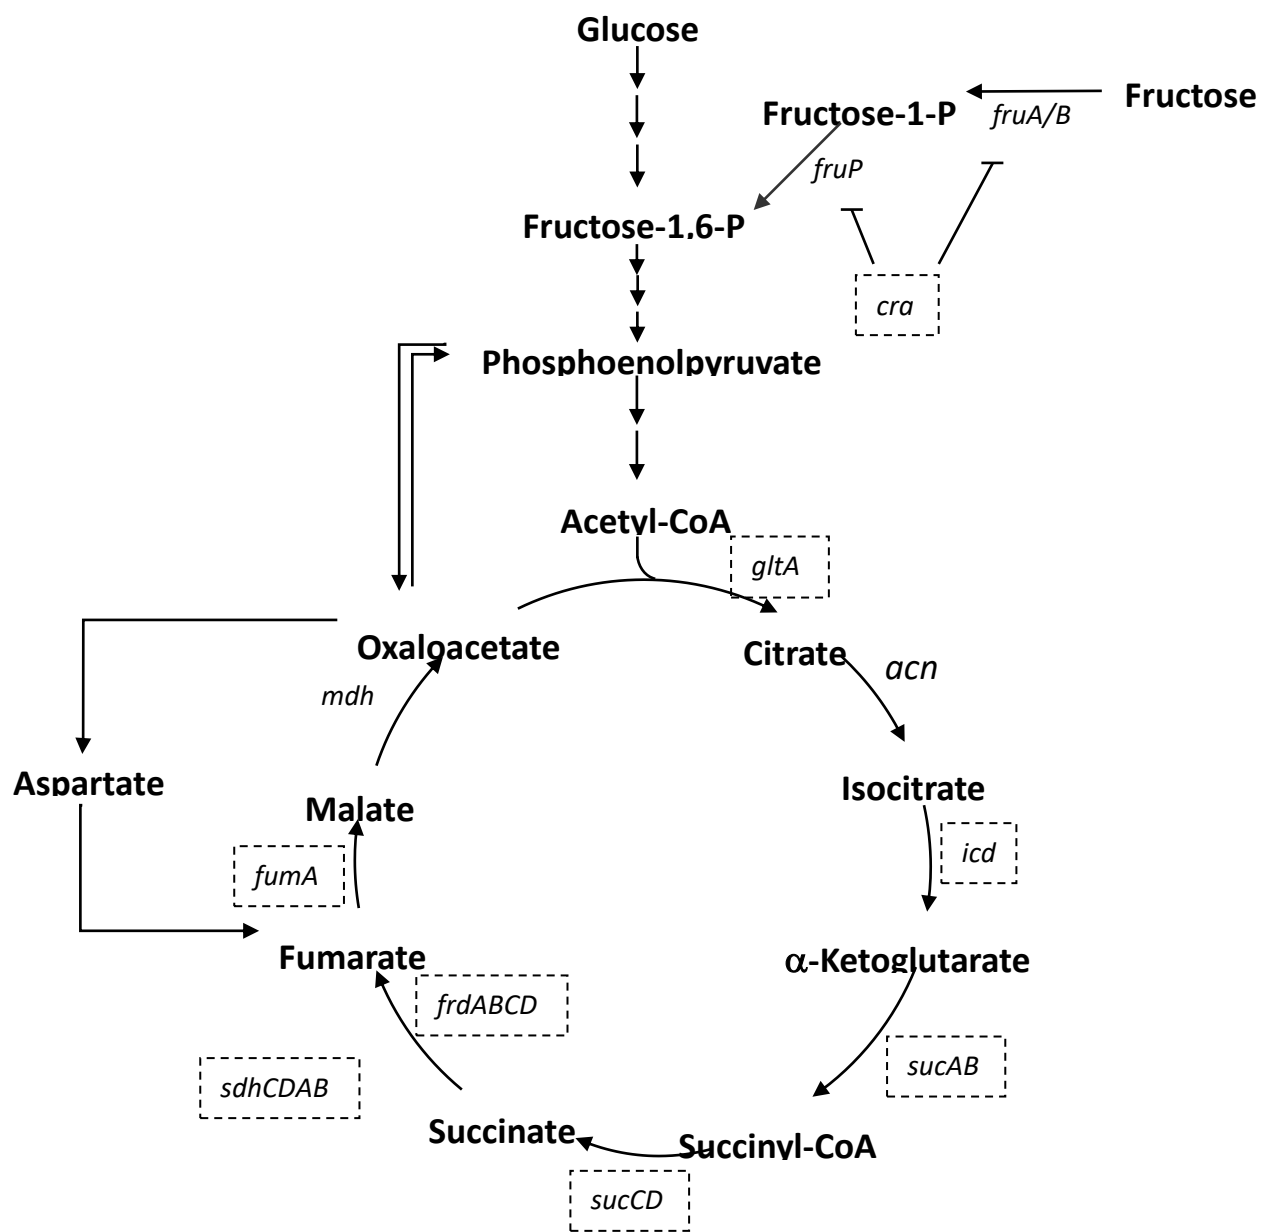 Glucose
Fructose-1-P
fruA/B
Fructose
fruP
Fructose-1,6-P
cra
Phosphoenolpyruvate
Acetyl-CoA
gltA
Oxaloacetate
Citrate
acn
mdh
Aspartate
Malate
Isocitrate
fumA
icd
Fumarate
α-Ketoglutarate
frdABCD
sdhCDAB
sucAB
Succinate
Succinyl-CoA
sucCD